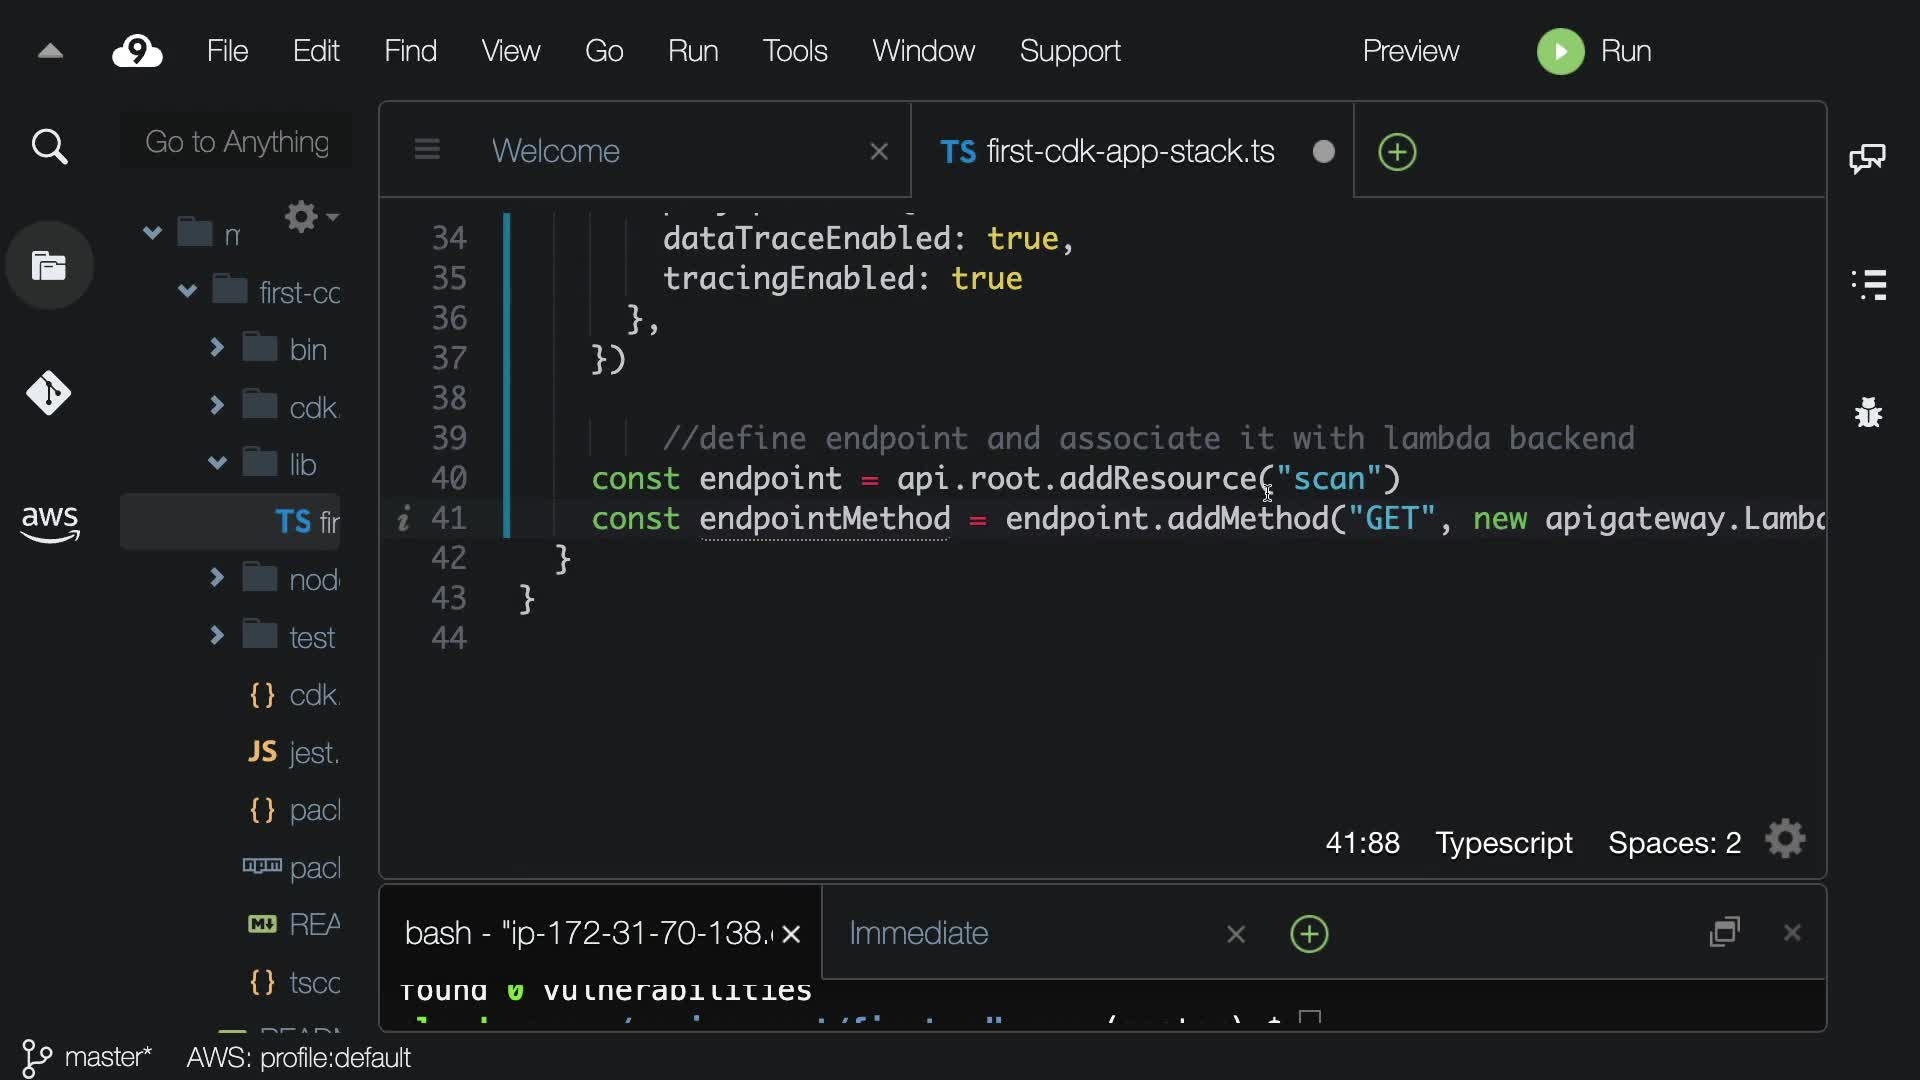 9 File Edit Find View Go Run Tools Window Support Preview Run
Go to Anything
Welcome
TS first-cdk-app-stack.ts
m
first-cc
bin
cdk.
lib
TS fir
node
test
cdk.
JS jest.
pacl
npm pacl
M↓ REA
tscc
aws
34 dataTraceEnabled: true,
35 tracingEnabled: true
36 },
37 })
38
39 //define endpoint and associate it with lambda backend
40 const endpoint = api.root.addResource("scan")
i 41 const endpointMethod = endpoint.addMethod("GET", new apigateway.Lambd
42 }
43 }
44
41:88 Typescript Spaces: 2
bash - "ip-172-31-70-138.
Immediate
found 0 vulnerabilities
master* AWS: profile:default